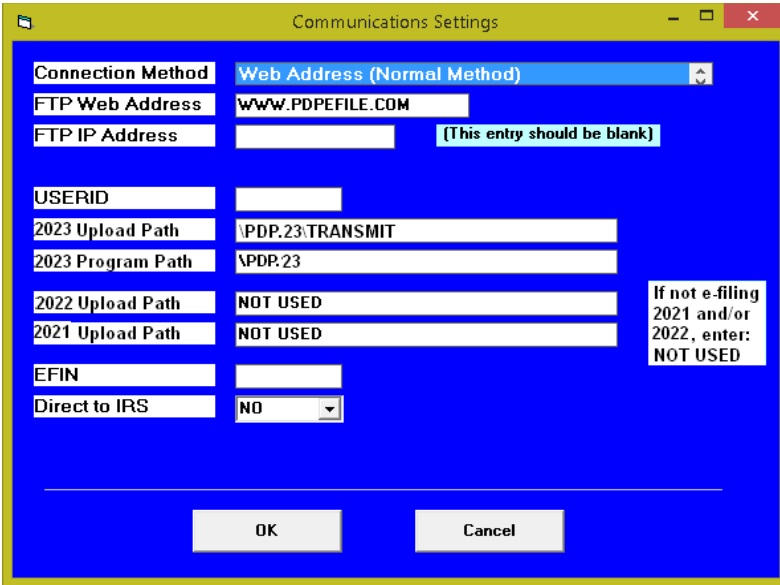 Communications Settings
Connection Method Web Address (Normal Method)
FTP Web Address WWW.PDPEFILE.COM
FTP IP Address (This entry should be blank)
USERID
2023 Upload Path \PDP.23\TRANSMIT
2023 Program Path \PDP.23
2022 Upload Path NOT USED
2021 Upload Path NOT USED
If not e-filing
2021 and/or
2022, enter:
NOT USED
EFIN
Direct to IRS NO
OK Cancel